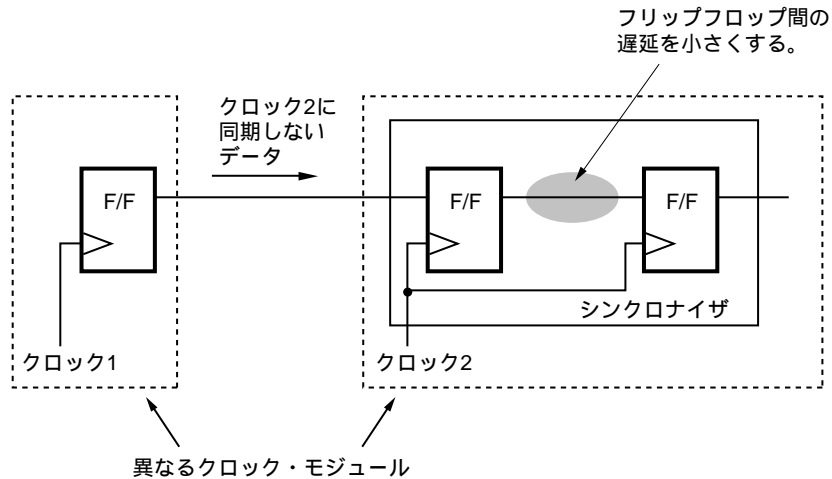 フリップフロップ間の
遅延を小さくする。
クロック2に
同期しない
データ
F/F
F/F
F/F
シンクロナイザ
クロック1
クロック2
異なるクロック・モジュール